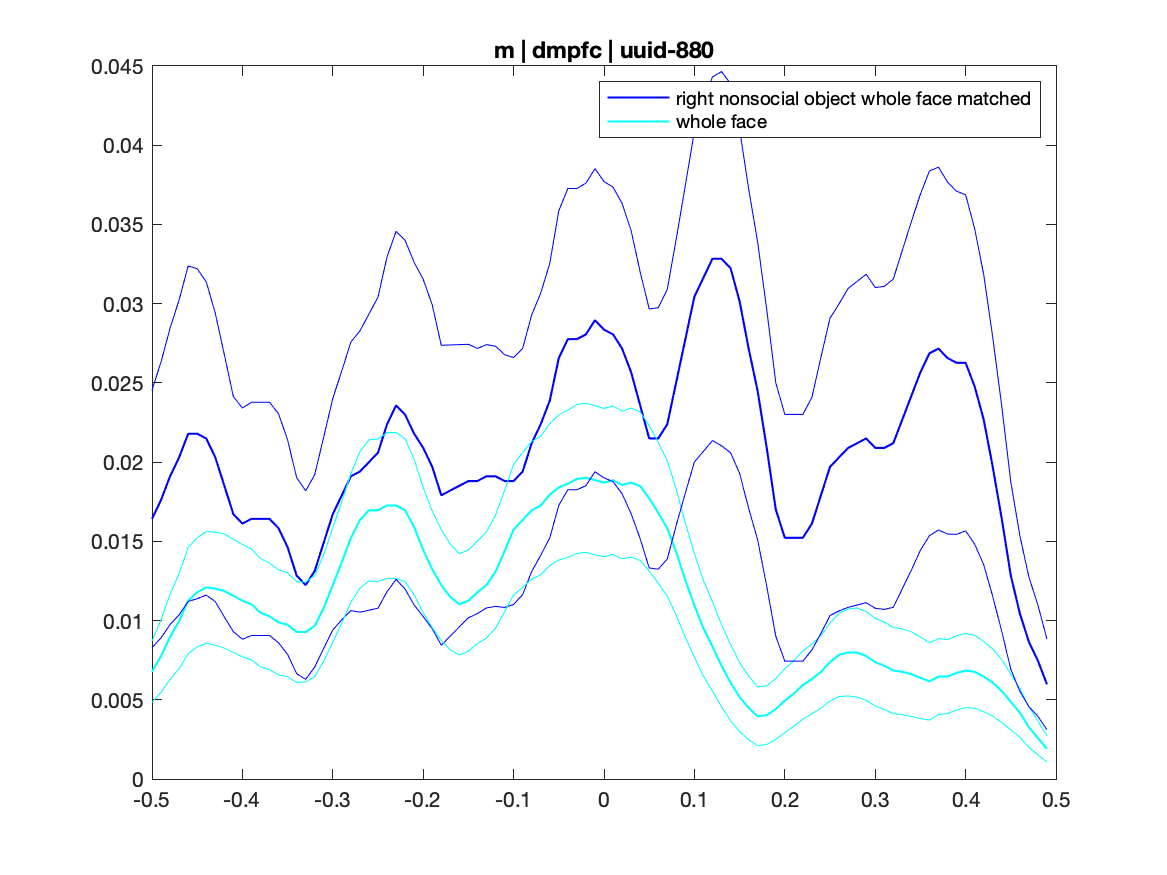 m | dmpfc | uuid-880
right nonsocial object whole face matched
whole face
0.045
0.04
0.035
0.03
0.025
0.02
0.015
0.01
0.005
0
-0.5 -0.4 -0.3 -0.2 -0.1 0 0.1 0.2 0.3 0.4 0.5